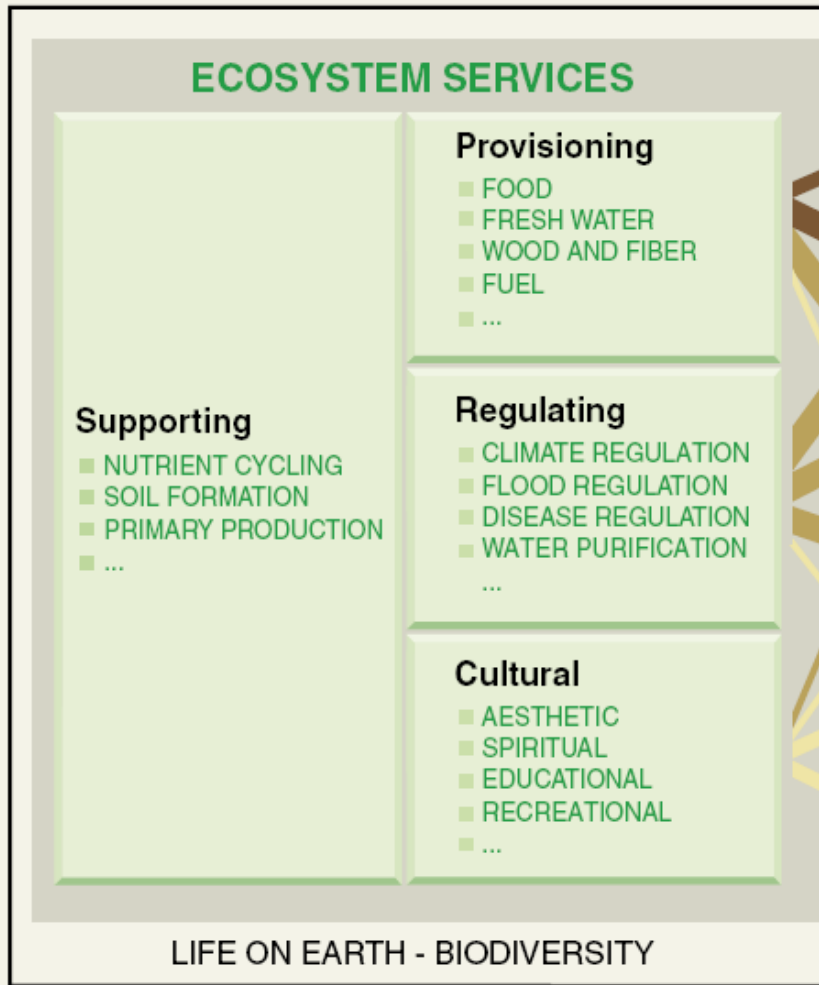 ECOSYSTEM SERVICES
Supporting
NUTRIENT CYCLING
SOIL FORMATION
PRIMARY PRODUCTION
...
Provisioning
FOOD
FRESH WATER
WOOD AND FIBER
FUEL
...
Regulating
CLIMATE REGULATION
FLOOD REGULATION
DISEASE REGULATION
WATER PURIFICATION
...
Cultural
AESTHETIC
SPIRITUAL
EDUCATIONAL
RECREATIONAL
...
LIFE ON EARTH - BIODIVERSITY